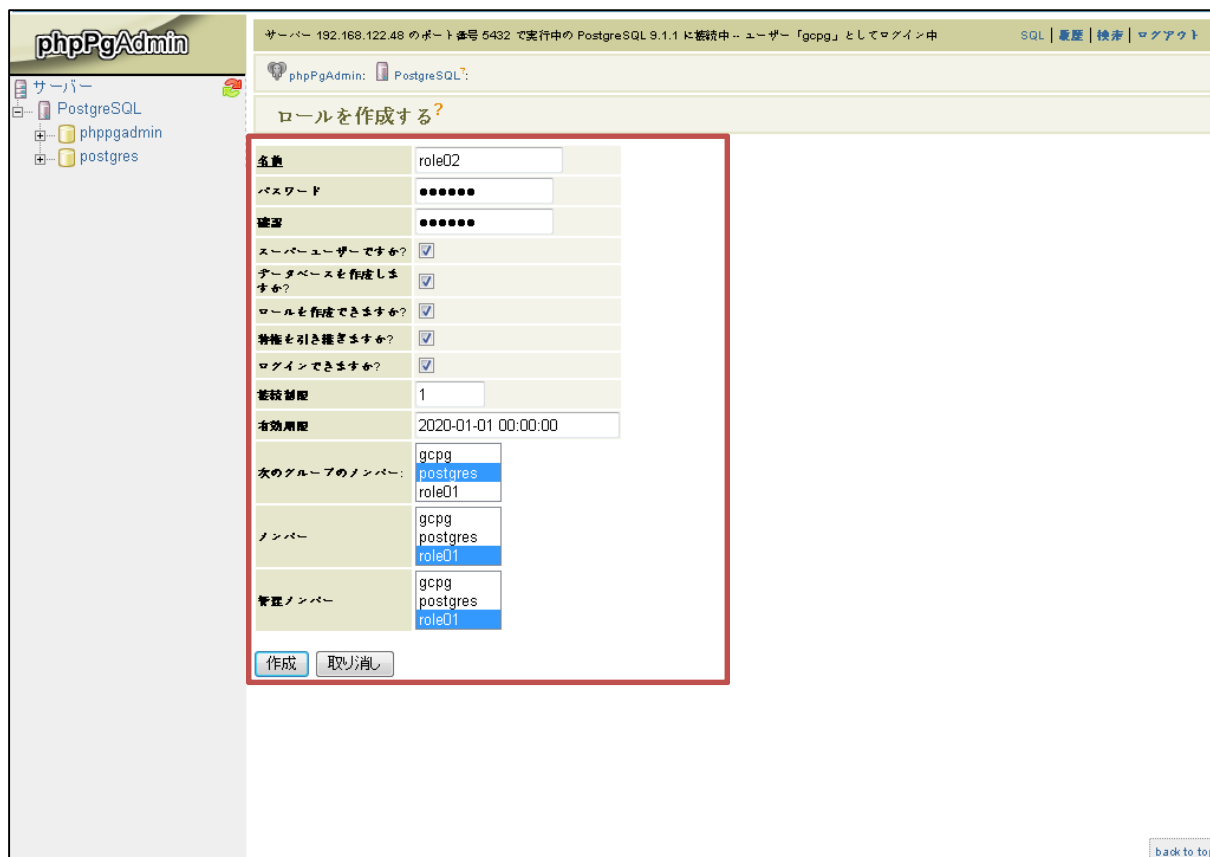 phpPgAdmin
サーバー 192.168.122.48 のポート番号 5432 で実行中の PostgreSQL 9.1.1 に接続中 -- ユーザー「gcpg」としてログイン中
SQL | 履歴 | 検索 | ログアウト
phpPgAdmin: PostgreSQL?:
サーバー
PostgreSQL
phppgadmin
postgres
ロールを作成する?
名前 role02
パスワード ●●●●●●
確認 ●●●●●●
スーパーユーザーですか?
データベースを作成しま
すか?
ロールを作成できますか?
特権を引き継ぎますか?
ログインできますか?
接続制限 1
有効期限 2020-01-01 00:00:00
次のグループのメンバー:
gcpg
postgres
role01
メンバー
gcpg
postgres
role01
管理メンバー
gcpg
postgres
role01
作成 取り消し
back to top